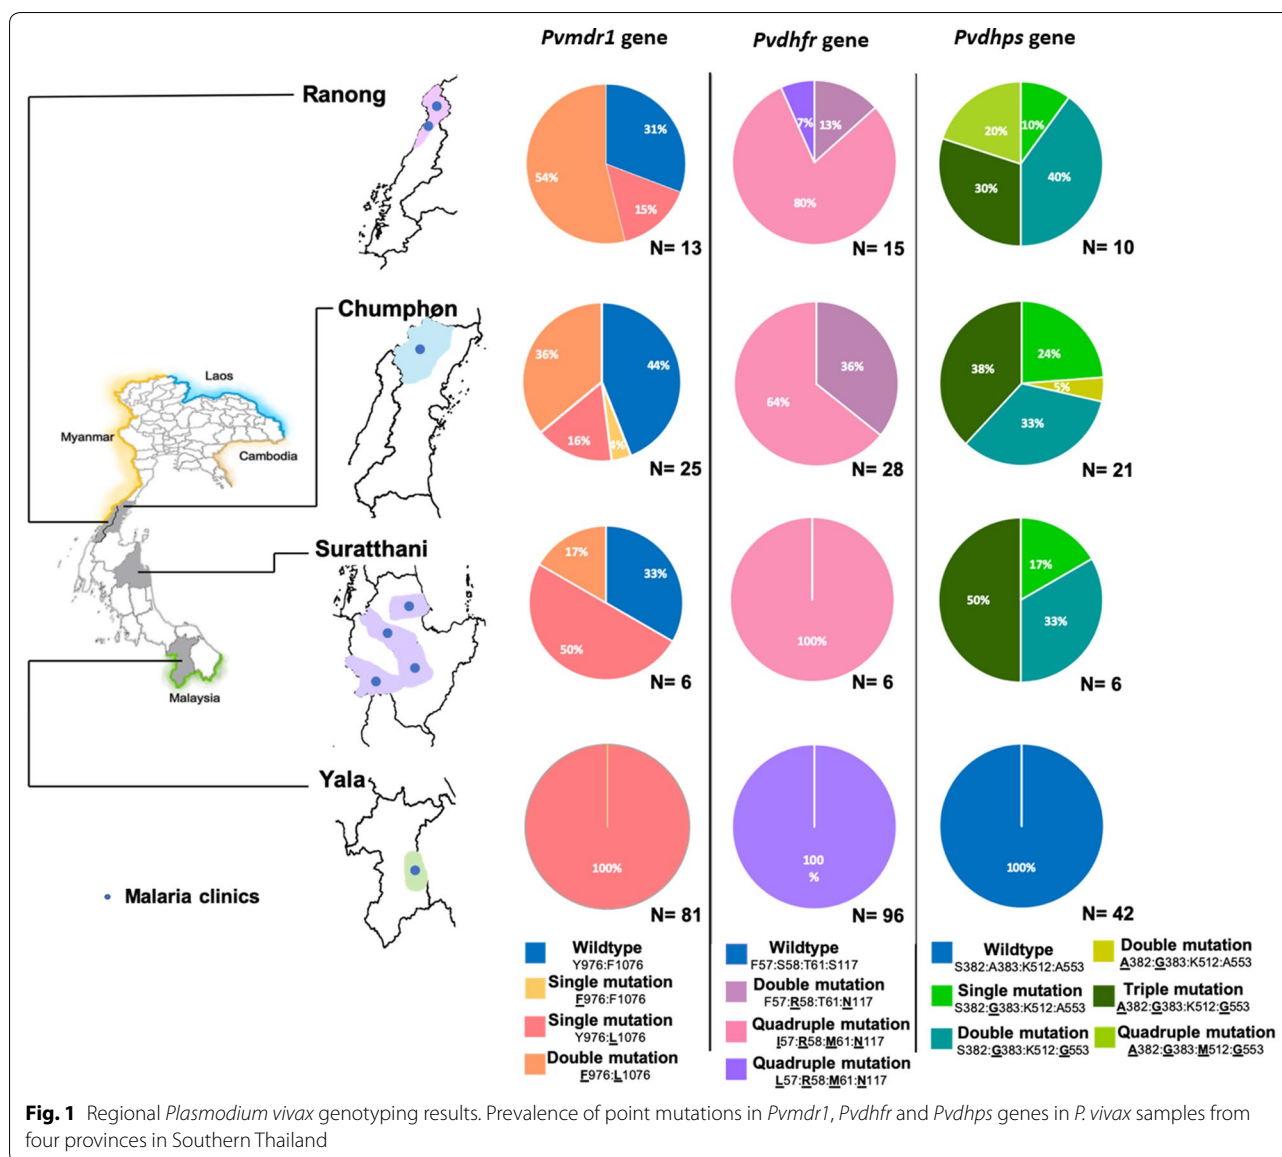 Pvmdr1 gene
Pvdhfr gene
Pvdhps gene
Ranong
31%
15%
54%
N= 13
13%
80%
7%
N= 15
10%
40%
30%
20%
N= 10
Chumphon
44%
4%
16%
36%
N= 25
36%
64%
N= 28
24%
5%
33%
38%
N= 21
Laos
Myanmar
Cambodia
Malaysia
Suratthani
33%
50%
17%
N= 6
100%
N= 6
17%
33%
50%
N= 6
Yala
100%
N= 81
100
%
N= 96
100%
N= 42
Malaria clinics
Wildtype
Y976:F1076
Single mutation
F976:F1076
Single mutation
Y976:L1076
Double mutation
F976:L1076
Wildtype
F57:S58:T61:S117
Double mutation
F57:R58:T61:N117
Quadruple mutation
I57:R58:M61:N117
Quadruple mutation
L57:R58:M61:N117
Wildtype
S382:A383:K512:A553
Single mutation
S382:G383:K512:A553
Double mutation
S382:G383:K512:G553
Double mutation
A382:G383:K512:A553
Triple mutation
A382:G383:K512:G553
Quadruple mutation
A382:G383:M512:G553
Fig. 1 Regional Plasmodium vivax genotyping results. Prevalence of point mutations in Pvmdr1, Pvdhfr and Pvdhps genes in P. vivax samples from
four provinces in Southern Thailand